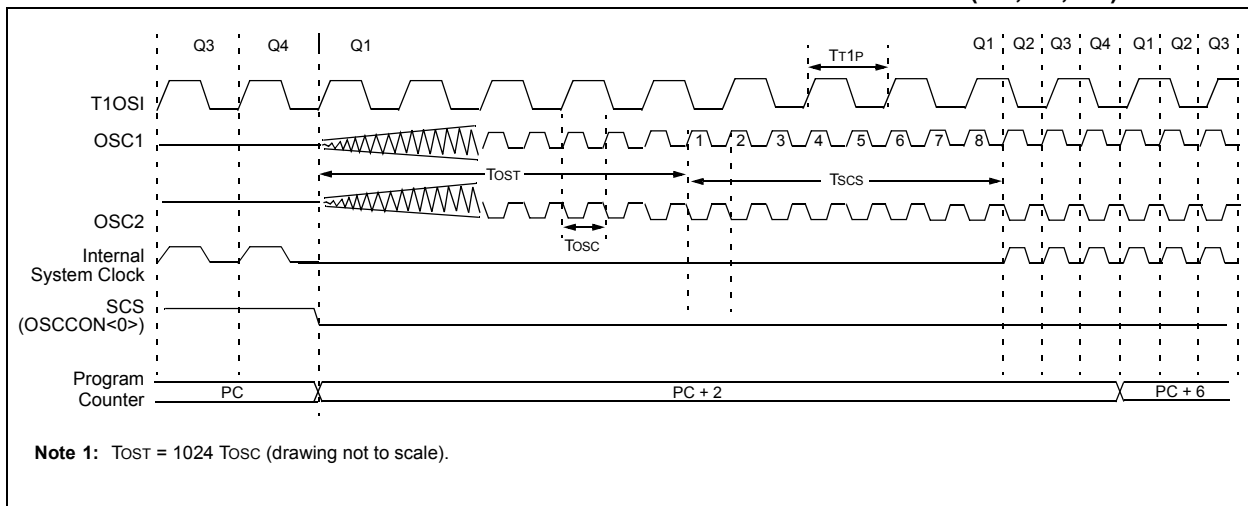 Q3 Q4 Q1 Q1 Q2 Q3 Q4 Q1 Q2 Q3
TT1P
T1OSI
OSC1
1 2 3 4 5 6 7 8
TOST
TSCS
OSC2
TOSC
Internal
System Clock
SCS
(OSCCON<0>)
Program
Counter
PC
PC + 2
PC + 6
Note 1: TOST = 1024 TOSC (drawing not to scale).